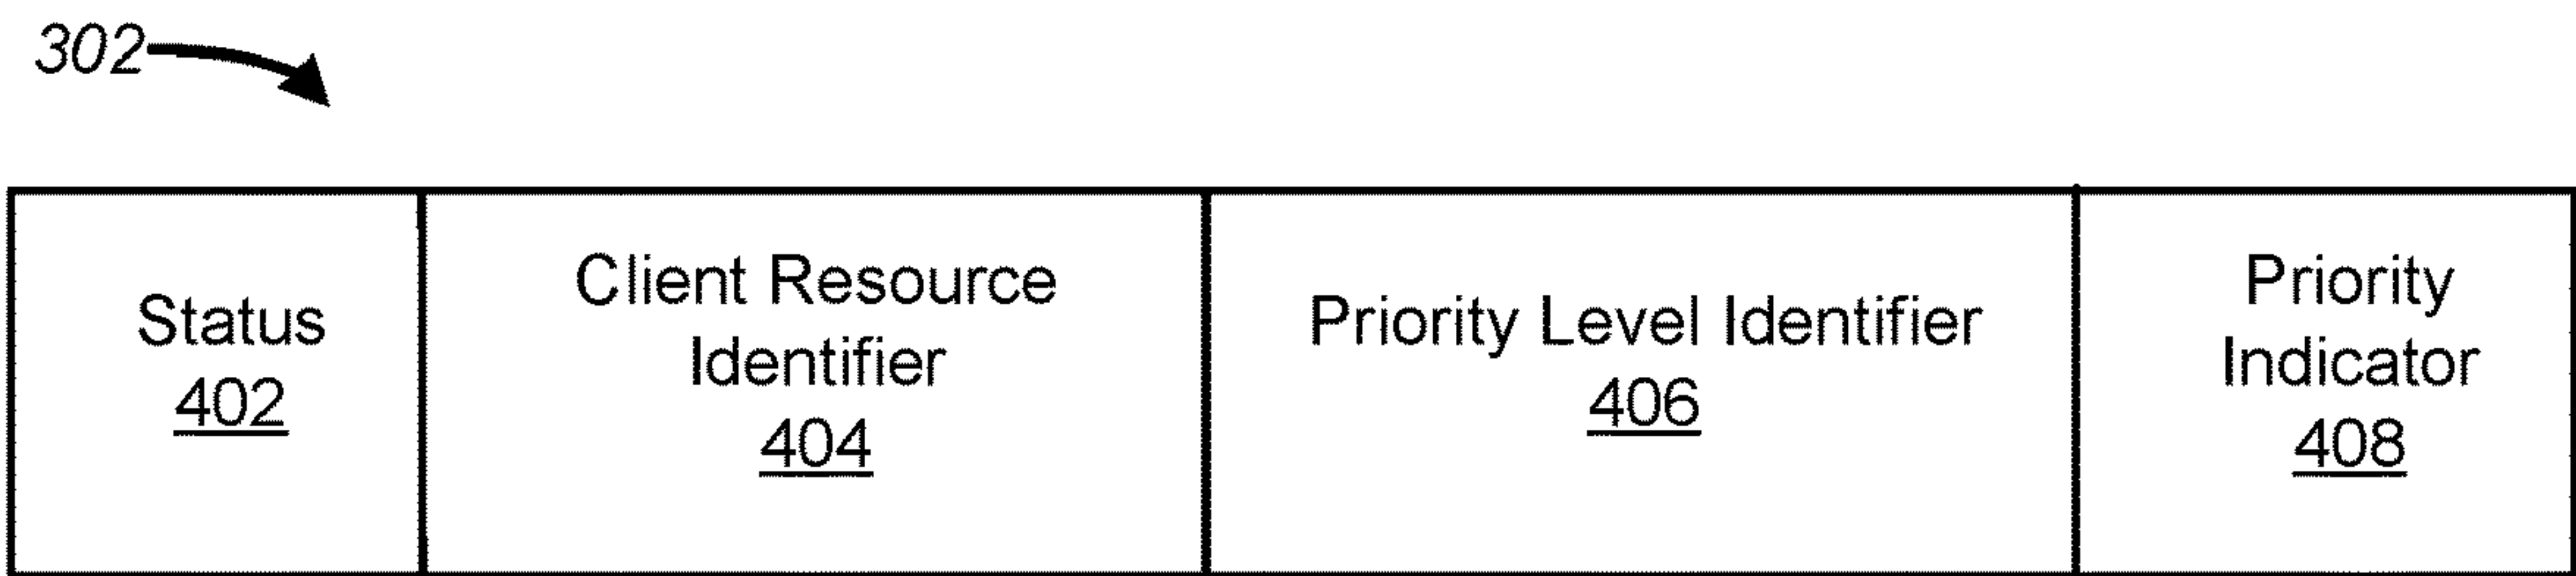 302
Status
402
Client Resource
Identifier
404
Priority Level Identifier
406
Priority
Indicator
408